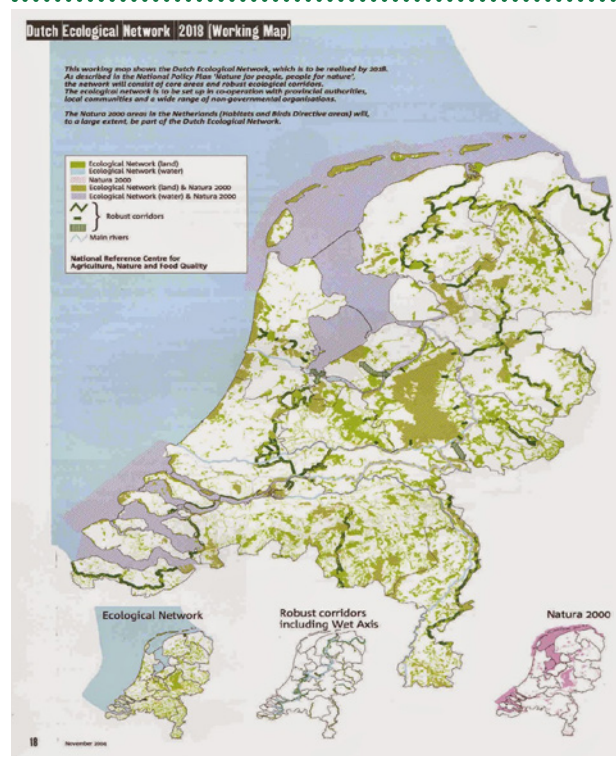 Dutch Ecological Network 2018 (Working Map)
This working map shows the Dutch Ecological Network, which is to be realised by 2018.
As described in the National Policy Plan 'Nature for people, people for nature',
the network will consist of core areas and robust ecological corridors.
The ecological network is to be set up in co-operation with provincial authorities,
local communities and a wide range of non-governmental organisations.
The Natura 2000 areas in the Netherlands (Habitats and Birds Directive areas) will,
to a large extent, be part of the Dutch Ecological Network.
Ecological Network (land)
Ecological Network (water)
Natura 2000
Ecological Network (land) & Natura 2000
Ecological Network (water) & Natura 2000
Robust corridors
Main rivers
National Reference Centre for
Agriculture, Nature and Food Quality
Ecological Network
Robust corridors
including Wet Axis
Natura 2000
18
November 2004